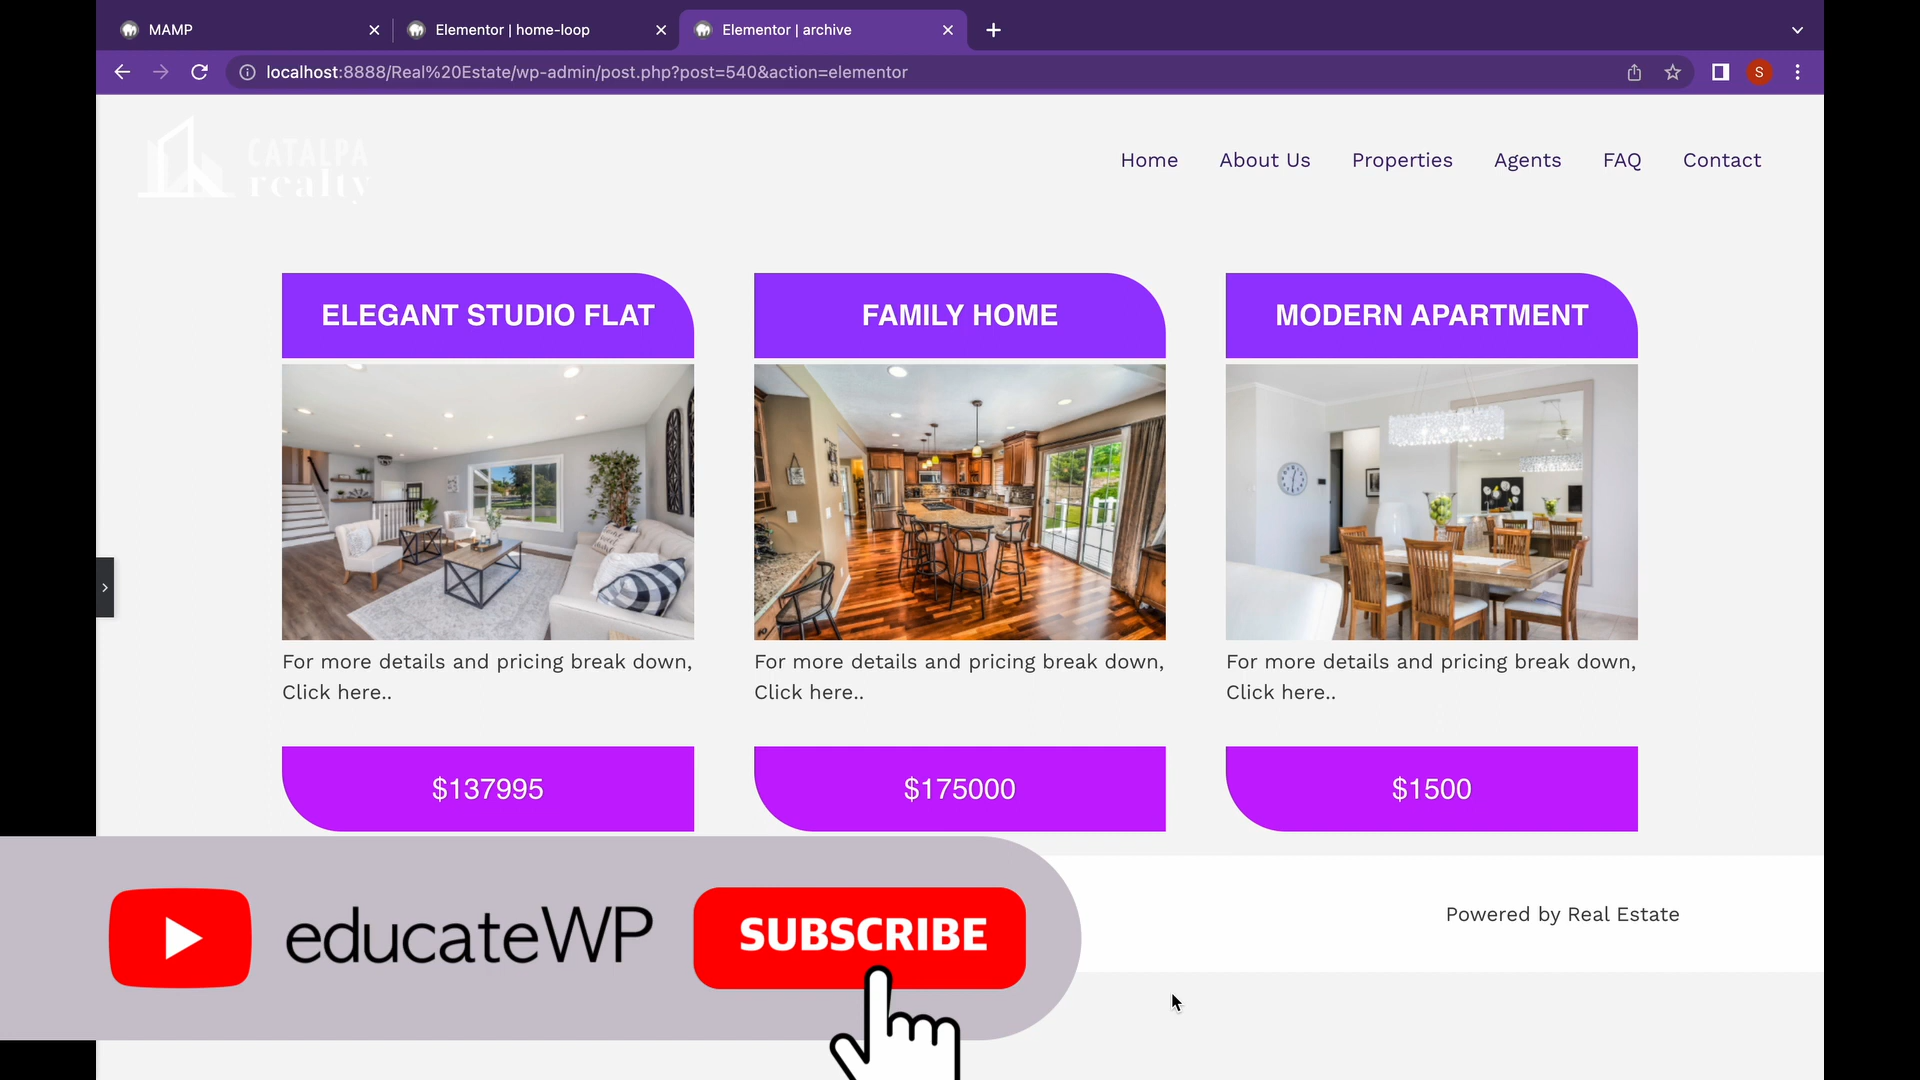 MAMP
Elementor | home-loop
Elementor | archive
localhost:8888/Real%20Estate/wp-admin/post.php?post=540&action=elementor
S
CATALPA
realty
Home About Us Properties Agents FAQ Contact
ELEGANT STUDIO FLAT
FAMILY HOME
MODERN APARTMENT
For more details and pricing break down,
Click here..
For more details and pricing break down,
Click here..
For more details and pricing break down,
Click here..
$137995
$175000
$1500
educateWP
SUBSCRIBE
Powered by Real Estate